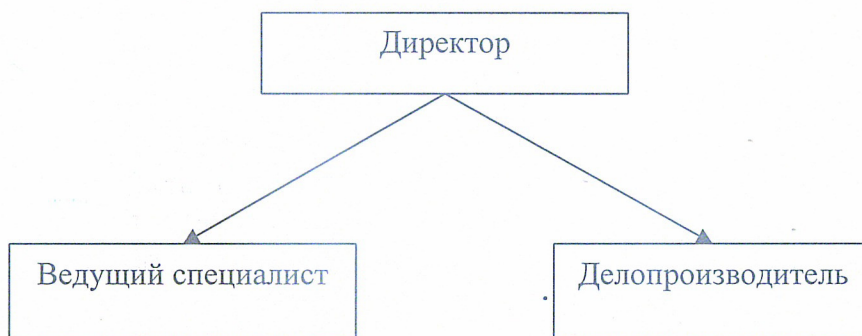 Директор
Ведущий специалист
Делопроизводитель